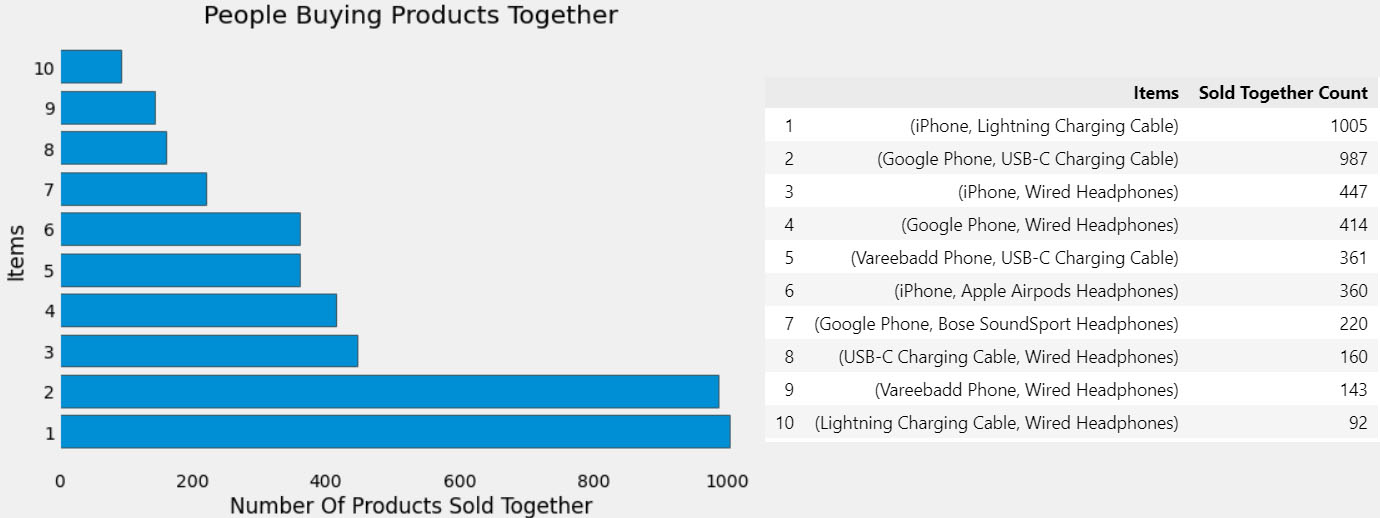 People Buying Products Together
10
9
8
7
6
5
4
3
2
1
Items
0 200 400 600 800 1000
Number Of Products Sold Together
Items Sold Together Count
1 (iPhone, Lightning Charging Cable) 1005
2 (Google Phone, USB-C Charging Cable) 987
3 (iPhone, Wired Headphones) 447
4 (Google Phone, Wired Headphones) 414
5 (Vareebadd Phone, USB-C Charging Cable) 361
6 (iPhone, Apple Airpods Headphones) 360
7 (Google Phone, Bose SoundSport Headphones) 220
8 (USB-C Charging Cable, Wired Headphones) 160
9 (Vareebadd Phone, Wired Headphones) 143
10 (Lightning Charging Cable, Wired Headphones) 92